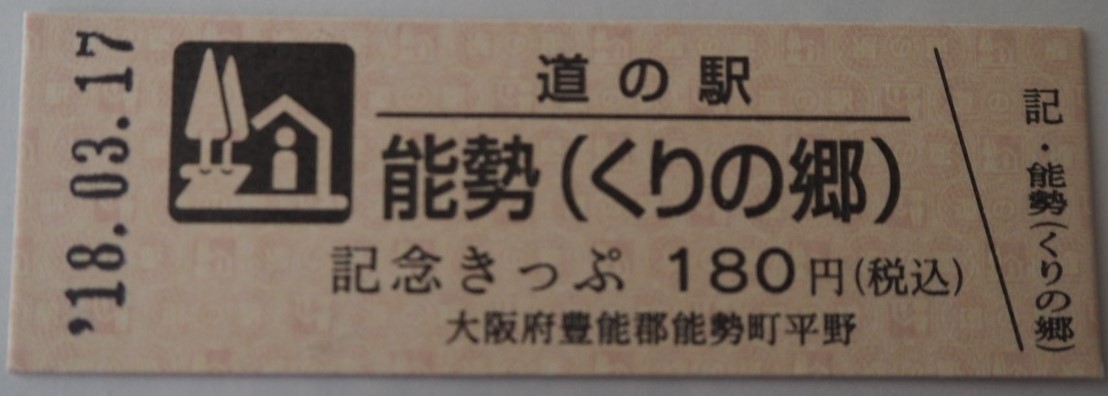 '18.03.17
道の駅
能勢(くりの郷)
記念きっぷ 180円(税込)
大阪府豊能郡能勢町平野
記・能勢(くりの郷)